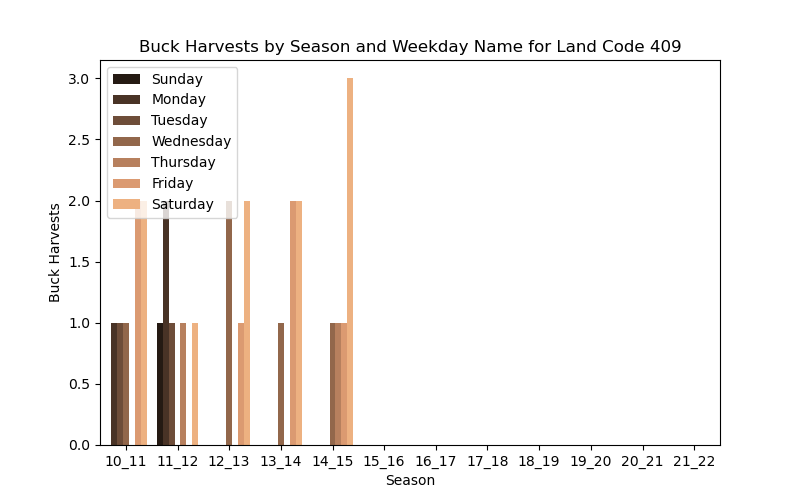 Buck Harvests by Season and Weekday Name for Land Code 409
Buck Harvests
3.0
2.5
2.0
1.5
1.0
0.5
0.0
Sunday
Monday
Tuesday
Wednesday
Thursday
Friday
Saturday
10_11 11_12 12_13 13_14 14_15 15_16 16_17 17_18 18_19 19_20 20_21 21_22
Season